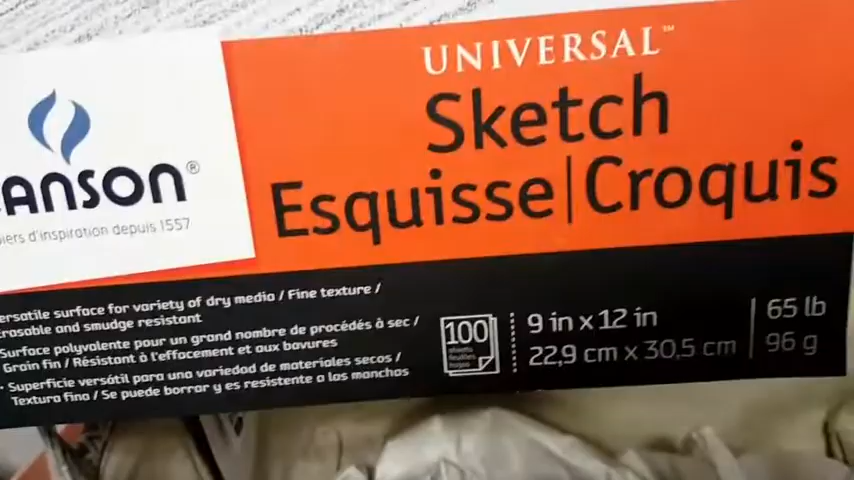 UNIVERSAL™
Sketch
Esquisse | Croquis
ANSON®
iers d'inspiration depuis 1557
ersatile surface for variety of dry media / Fine texture /
Erasable and smudge resistant
Surface polyvalente pour un grand nombre de procédés à sec /
Grain fin / Résistant à l'effacement et aux bavures
• Superficie versátil para una variedad de materiales secos /
Textura fina / Se puede borrar y es resistente a las manchas
100
sheets
feuilles
hojas
9 in x 12 in
22,9 cm x 30,5 cm
65 lb
96 g